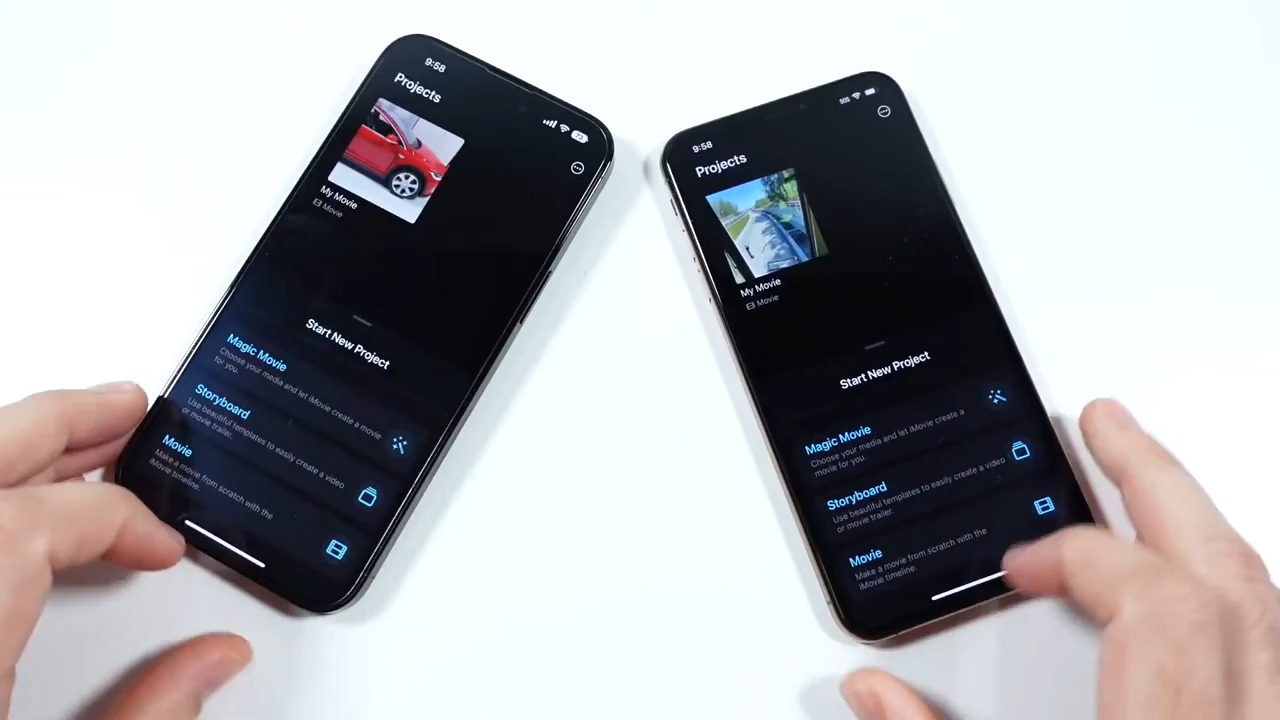 9:58
Projects
73
My Movie
Movie
Start New Project
Magic Movie
Choose your media and let iMovie create a movie
for you.
Storyboard
Use beautiful templates to easily create a video
or movie trailer.
Movie
Make a movie from scratch with the
iMovie timeline.
9:58
SOS
Projects
My Movie
Movie
Start New Project
Magic Movie
Choose your media and let iMovie create a
movie for you.
Storyboard
Use beautiful templates to easily create a video
or movie trailer.
Movie
Make a movie from scratch with the
iMovie timeline.